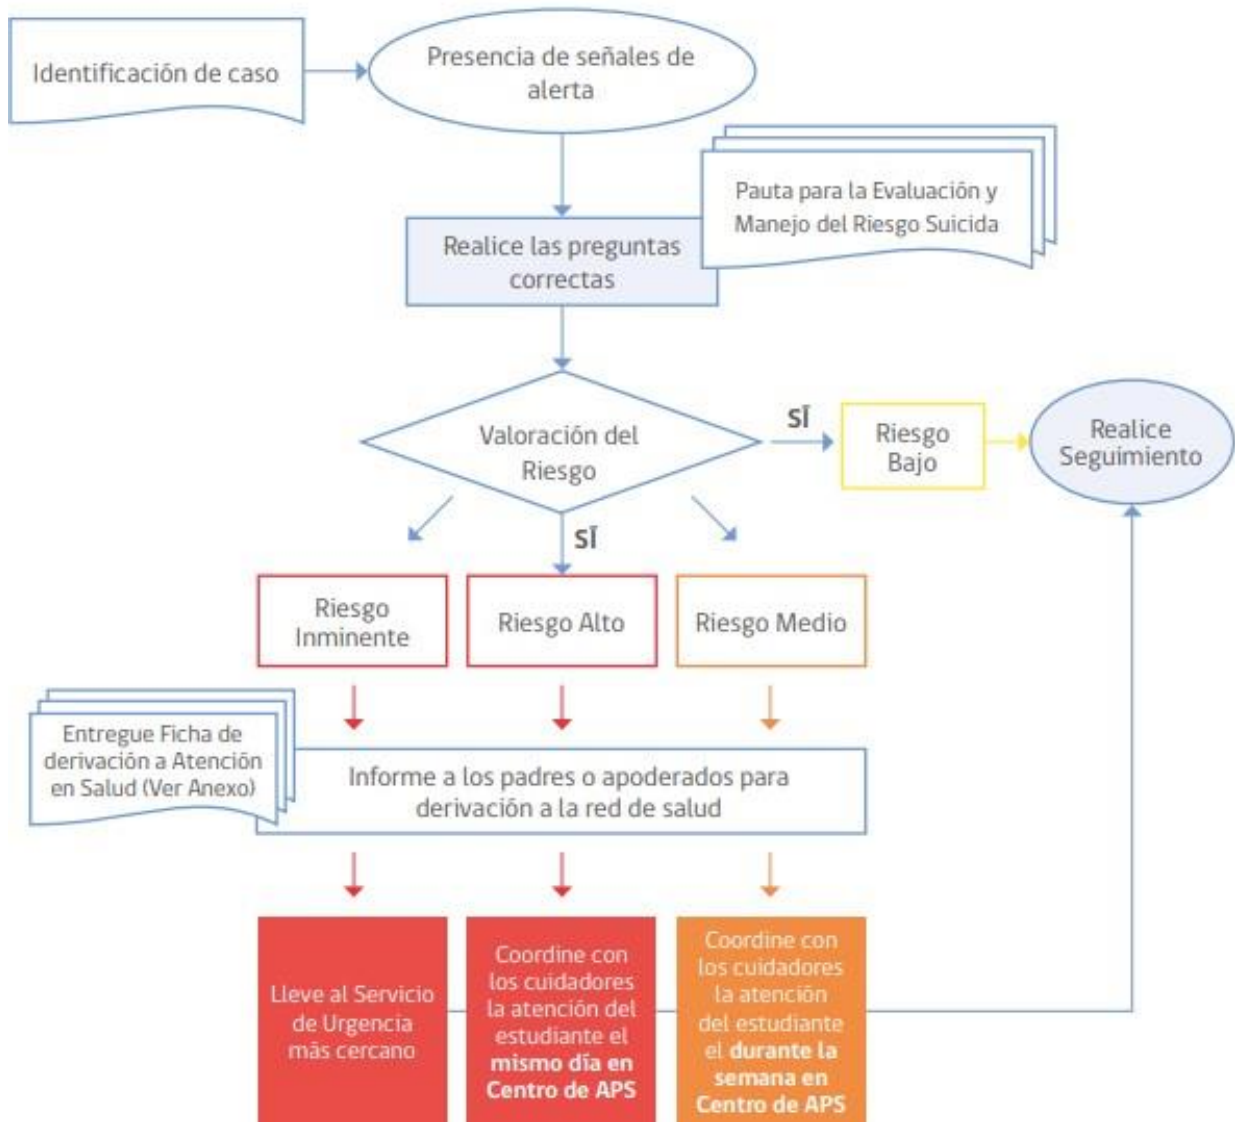 Identificación de caso
Presencia de señales de
alerta
Pauta para la Evaluación y
Manejo del Riesgo Suicida
Realice las preguntas
correctas
Valoración del
Riesgo
SÍ
Riesgo
Bajo
Realice
Seguimiento
SÍ
Riesgo
Inminente
Riesgo Alto
Riesgo Medio
Entregue Ficha de
derivación a Atención
en Salud (Ver Anexo)
Informe a los padres o apoderados para
derivación a la red de salud
Lleve al Servicio
de Urgencia
más cercano
Coordine con
los cuidadores
la atención del
estudiante el
mismo día en
Centro de APS
Coordine con
los cuidadores
la atención
del estudiante
el durante la
semana en
Centro de APS